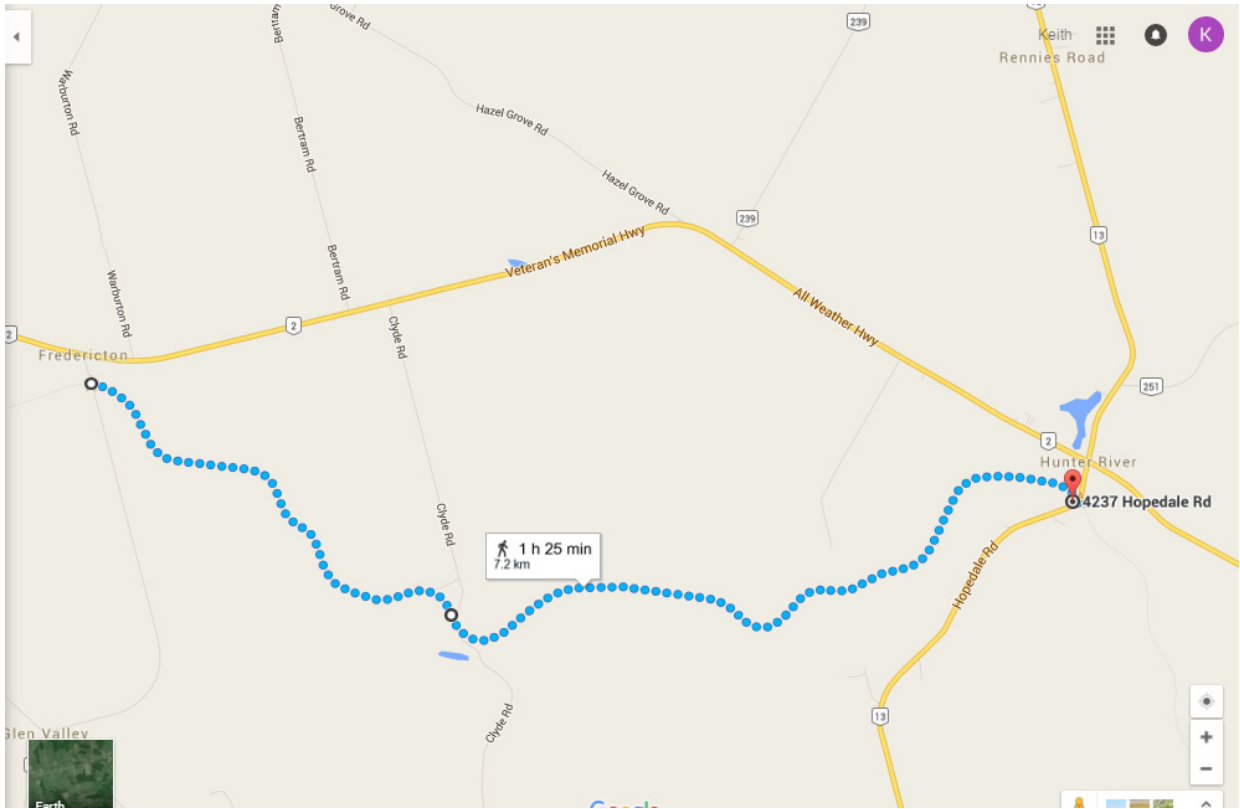 Grove Rd
239
Keith
K
Rennies Road
Bertram Rd
Warburton Rd
Hazel Grove Rd
Bertram Rd
Hazel Grove Rd
239
13
Veteran's Memorial Hwy
Bertram Rd
Warburton Rd
All Weather Hwy
2
2
Clyde Rd
Fredericton
251
2
Hunter River
4237 Hopedale Rd
Clyde Rd
1 h 25 min
7.2 km
Hopedale Rd
Clyde Rd
13
Glen Valley
+
−
Earth
Google